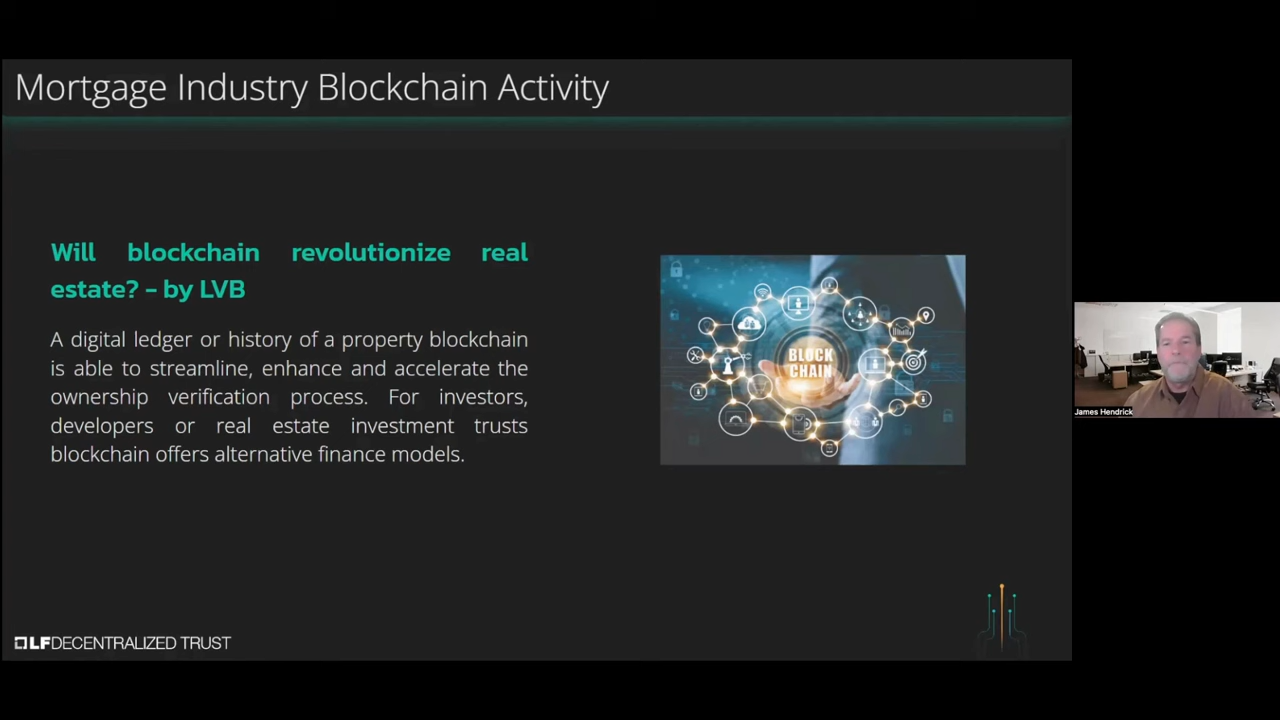 Mortgage Industry Blockchain Activity
Will blockchain revolutionize real
estate? - by LVB
A digital ledger or history of a property blockchain
is able to streamline, enhance and accelerate the
ownership verification process. For investors,
developers or real estate investment trusts
blockchain offers alternative finance models.
BLOCK
CHAIN
James Hendrick
LFDECENTRALIZED TRUST